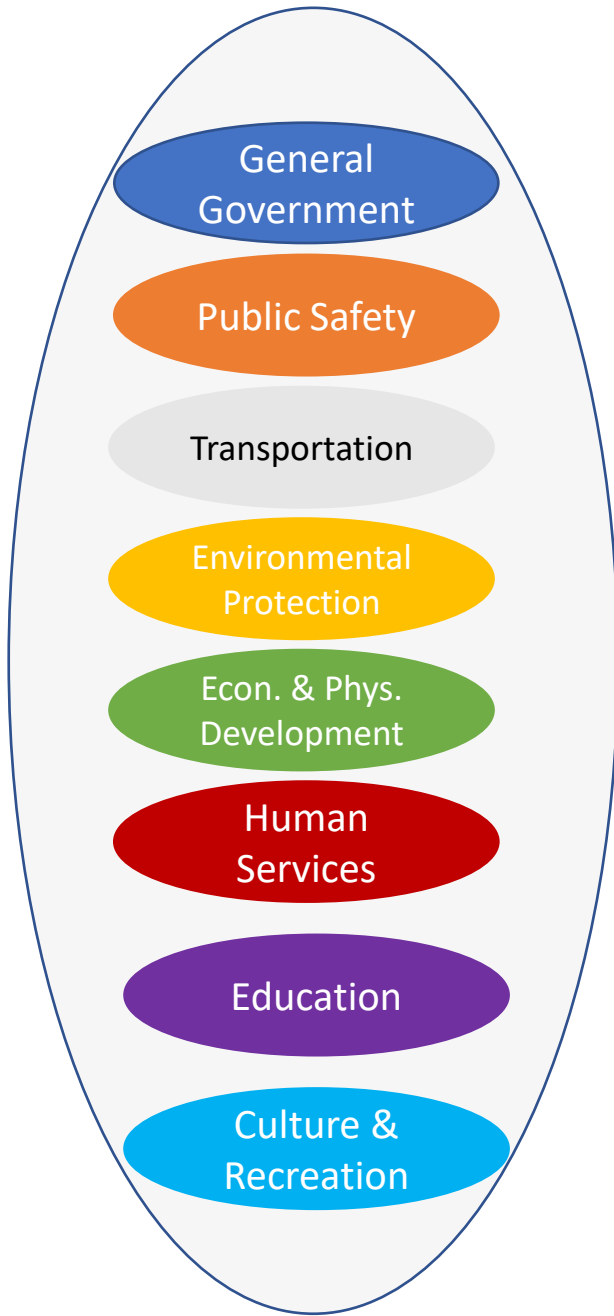 General
Government
Public Safety
Transportation
Environmental
Protection
Econ. & Phys.
Development
Human
Services
Education
Culture &
Recreation